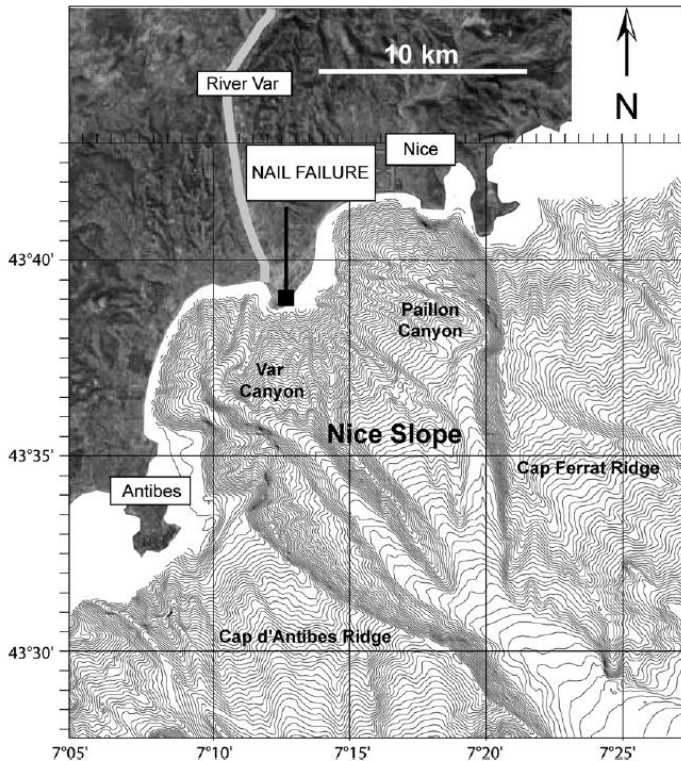 10 km
River Var
N
Nice
NAIL FAILURE
43°40'
Paillon
Canyon
Var
Canyon
Nice Slope
43°35'
Cap Ferrat Ridge
Antibes
Cap d'Antibes Ridge
43°30'
7°05'
7°10'
7°15'
7°20'
7°25'